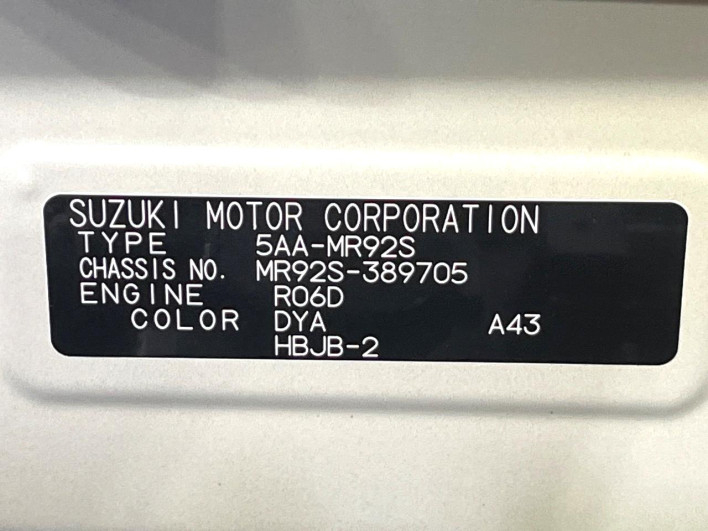 SUZUKI MOTOR CORPORATION
TYPE 5AA-MR92S
CHASSIS NO. MR92S-389705
ENGINE R06D
COLOR DYA A43
HBJB-2